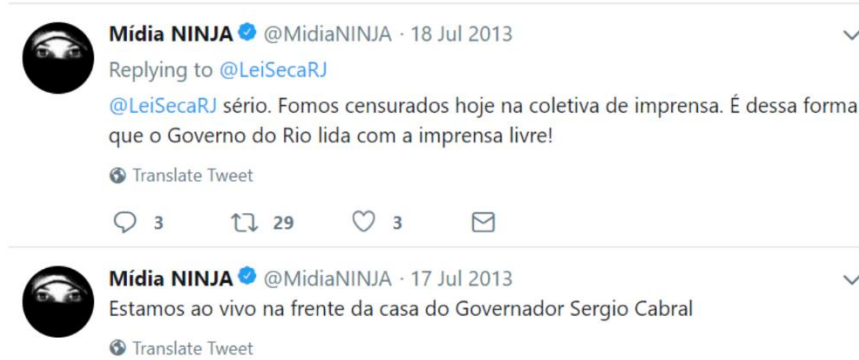 Mídia NINJA @MidiaNINJA · 18 Jul 2013
Replying to @LeiSecaRJ
@LeiSecaRJ sério. Fomos censurados hoje na coletiva de imprensa. É dessa forma
que o Governo do Rio lida com a imprensa livre!
Translate Tweet
3 29 3
Mídia NINJA @MidiaNINJA · 17 Jul 2013
Estamos ao vivo na frente da casa do Governador Sergio Cabral
Translate Tweet